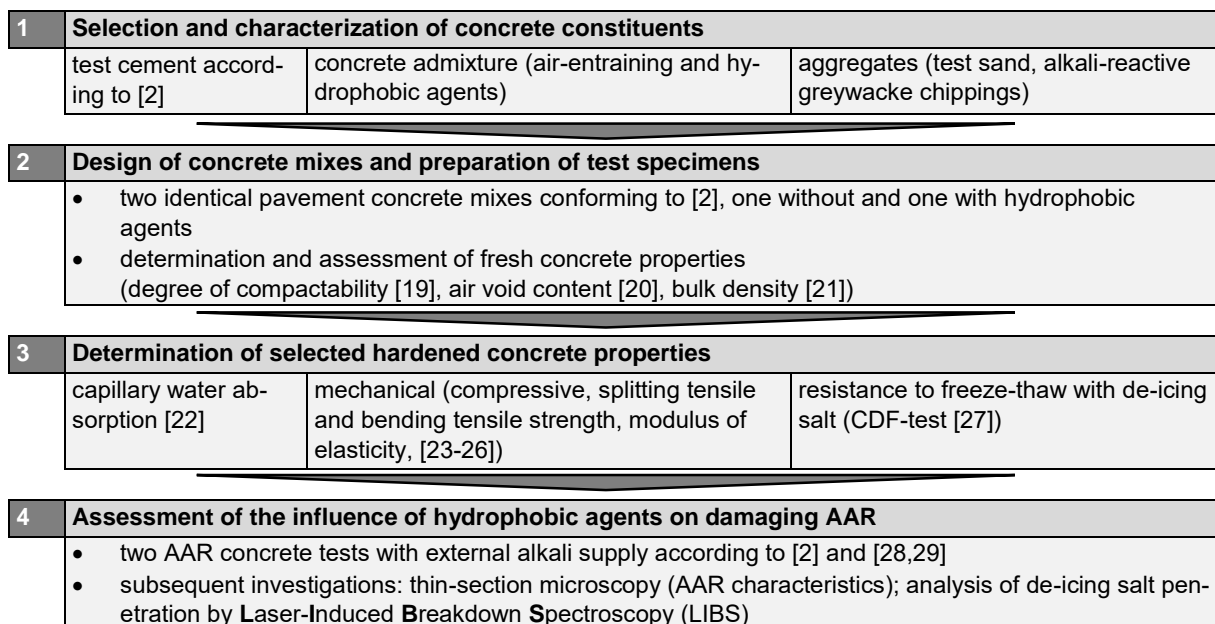 1 Selection and characterization of concrete constituents
test cement accord-
ing to [2]
concrete admixture (air-entraining and hy-
drophobic agents)
aggregates (test sand, alkali-reactive
greywacke chippings)
2 Design of concrete mixes and preparation of test specimens
• two identical pavement concrete mixes conforming to [2], one without and one with hydrophobic
agents
• determination and assessment of fresh concrete properties
(degree of compactability [19], air void content [20], bulk density [21])
3 Determination of selected hardened concrete properties
capillary water ab-
sorption [22]
mechanical (compressive, splitting tensile
and bending tensile strength, modulus of
elasticity, [23-26])
resistance to freeze-thaw with de-icing
salt (CDF-test [27])
4 Assessment of the influence of hydrophobic agents on damaging AAR
• two AAR concrete tests with external alkali supply according to [2] and [28,29]
• subsequent investigations: thin-section microscopy (AAR characteristics); analysis of de-icing salt pen-
etration by Laser-Induced Breakdown Spectroscopy (LIBS)